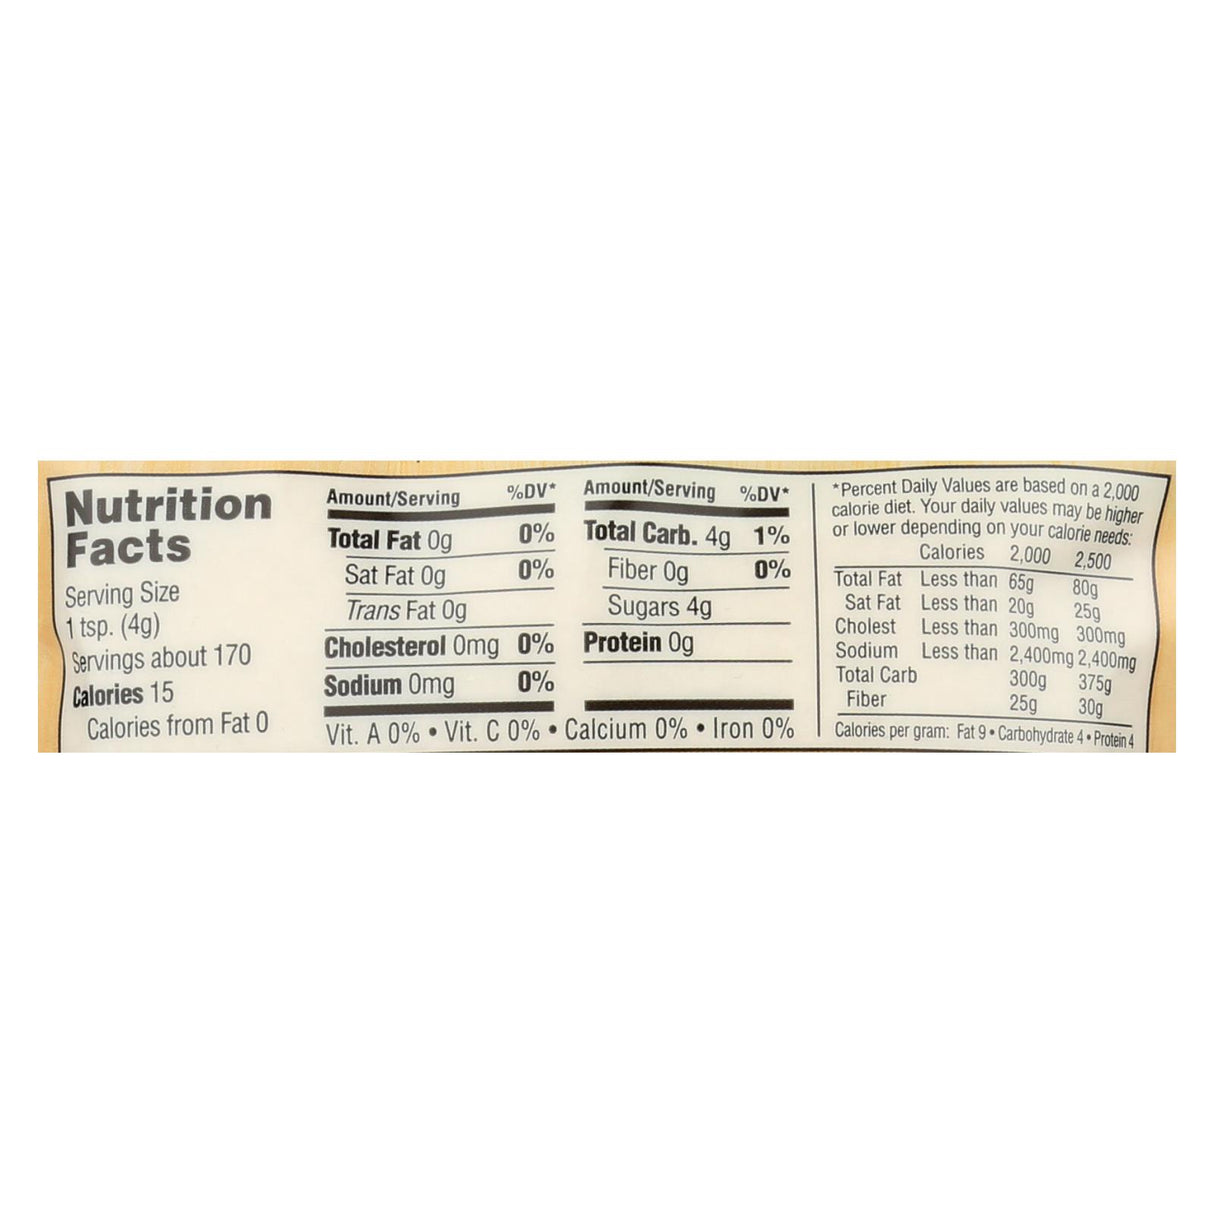 Nutrition
Facts
Serving Size
1 tsp. (4g)
Servings about 170
Calories 15
Calories from Fat 0
Amount/Serving %DV*
Total Fat 0g 0%
Sat Fat 0g 0%
Trans Fat 0g
Cholesterol 0mg 0%
Sodium 0mg 0%
Amount/Serving %DV*
Total Carb. 4g 1%
Fiber 0g 0%
Sugars 4g
Protein 0g
Vit. A 0% • Vit. C 0% • Calcium 0% • Iron 0%
*Percent Daily Values are based on a 2,000
calorie diet. Your daily values may be higher
or lower depending on your calorie needs:
Calories 2,000 2,500
Total Fat Less than 65g 80g
Sat Fat Less than 20g 25g
Cholest Less than 300mg 300mg
Sodium Less than 2,400mg 2,400mg
Total Carb 300g 375g
Fiber 25g 30g
Calories per gram: Fat 9 • Carbohydrate 4 • Protein 4